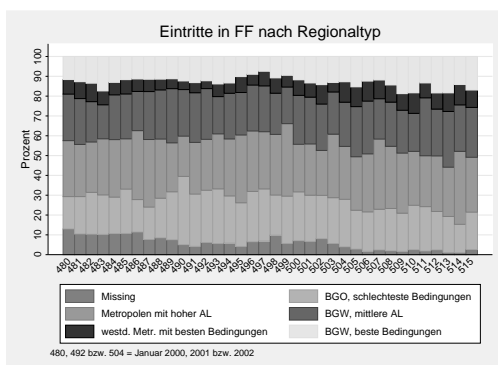 Eintritte in FF nach Regionaltyp
Prozent
100
90
80
70
60
50
40
30
20
10
0
480 481 482 483 484 485 486 487 488 489 490 491 492 493 494 495 496 497 498 499 500 501 502 503 504 505 506 507 508 509 510 511 512 513 514 515
Missing
BGO, schlechteste Bedingungen
Metropolen mit hoher AL
BGW, mittlere AL
westd. Metr. mit besten Bedingungen
BGW, beste Bedingungen
480, 492 bzw. 504 = Januar 2000, 2001 bzw. 2002